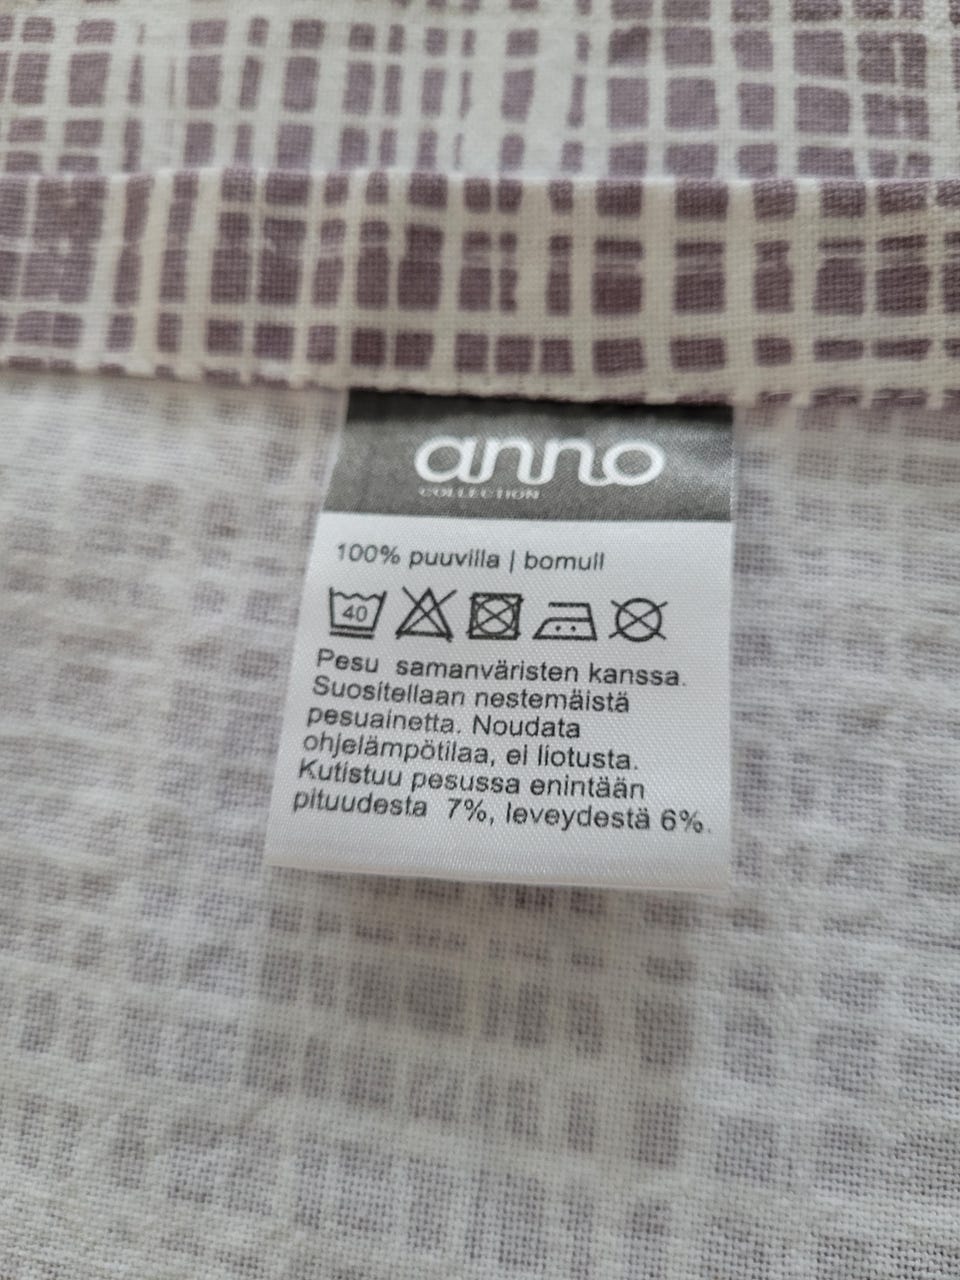 anno
COLLECTION
100% puuvilla | bomull
40
Pesu samanväristen kanssa.
Suositellaan nestemäistä
pesuainetta. Noudata
ohjelämpötilaa, ei liotusta.
Kutistuu pesussa enintään
pituudesta 7%, leveydestä 6%.